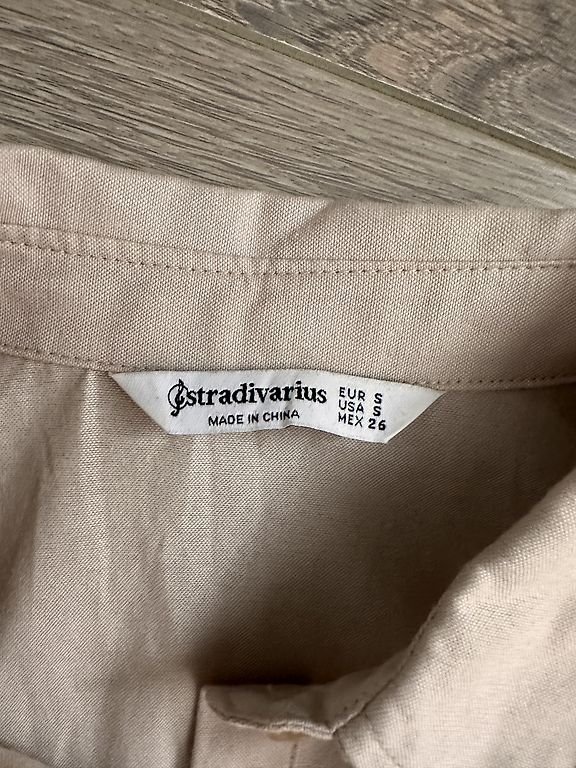 stradivarius
MADE IN CHINA
EUR S
USA S
MEX 26